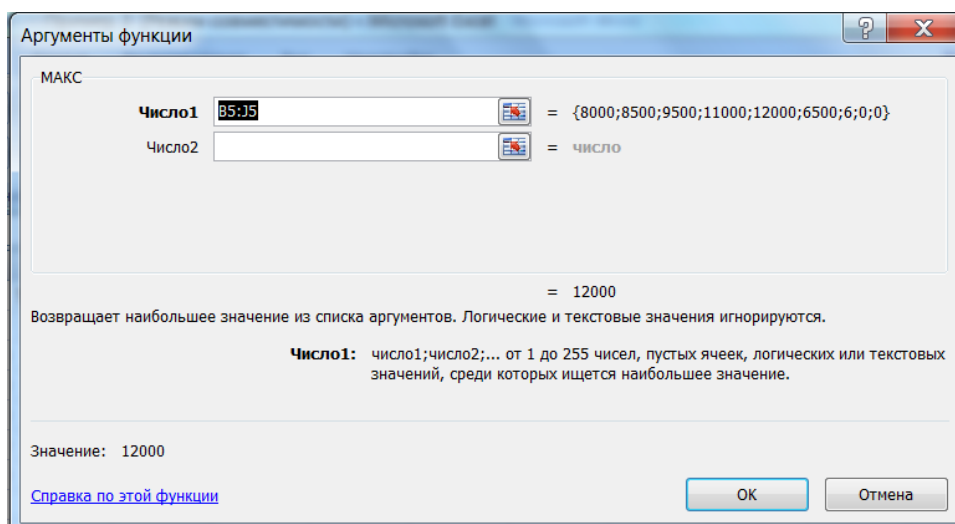 Аргументы функции
МАКС
Число1 B5:J5 = {8000;8500;9500;11000;12000;6500;6;0;0}
Число2 = число
= 12000
Возвращает наибольшее значение из списка аргументов. Логические и текстовые значения игнорируются.
Число1: число1;число2;... от 1 до 255 чисел, пустых ячеек, логических или текстовых
значений, среди которых ищется наибольшее значение.
Значение: 12000
Справка по этой функции
ОК
Отмена